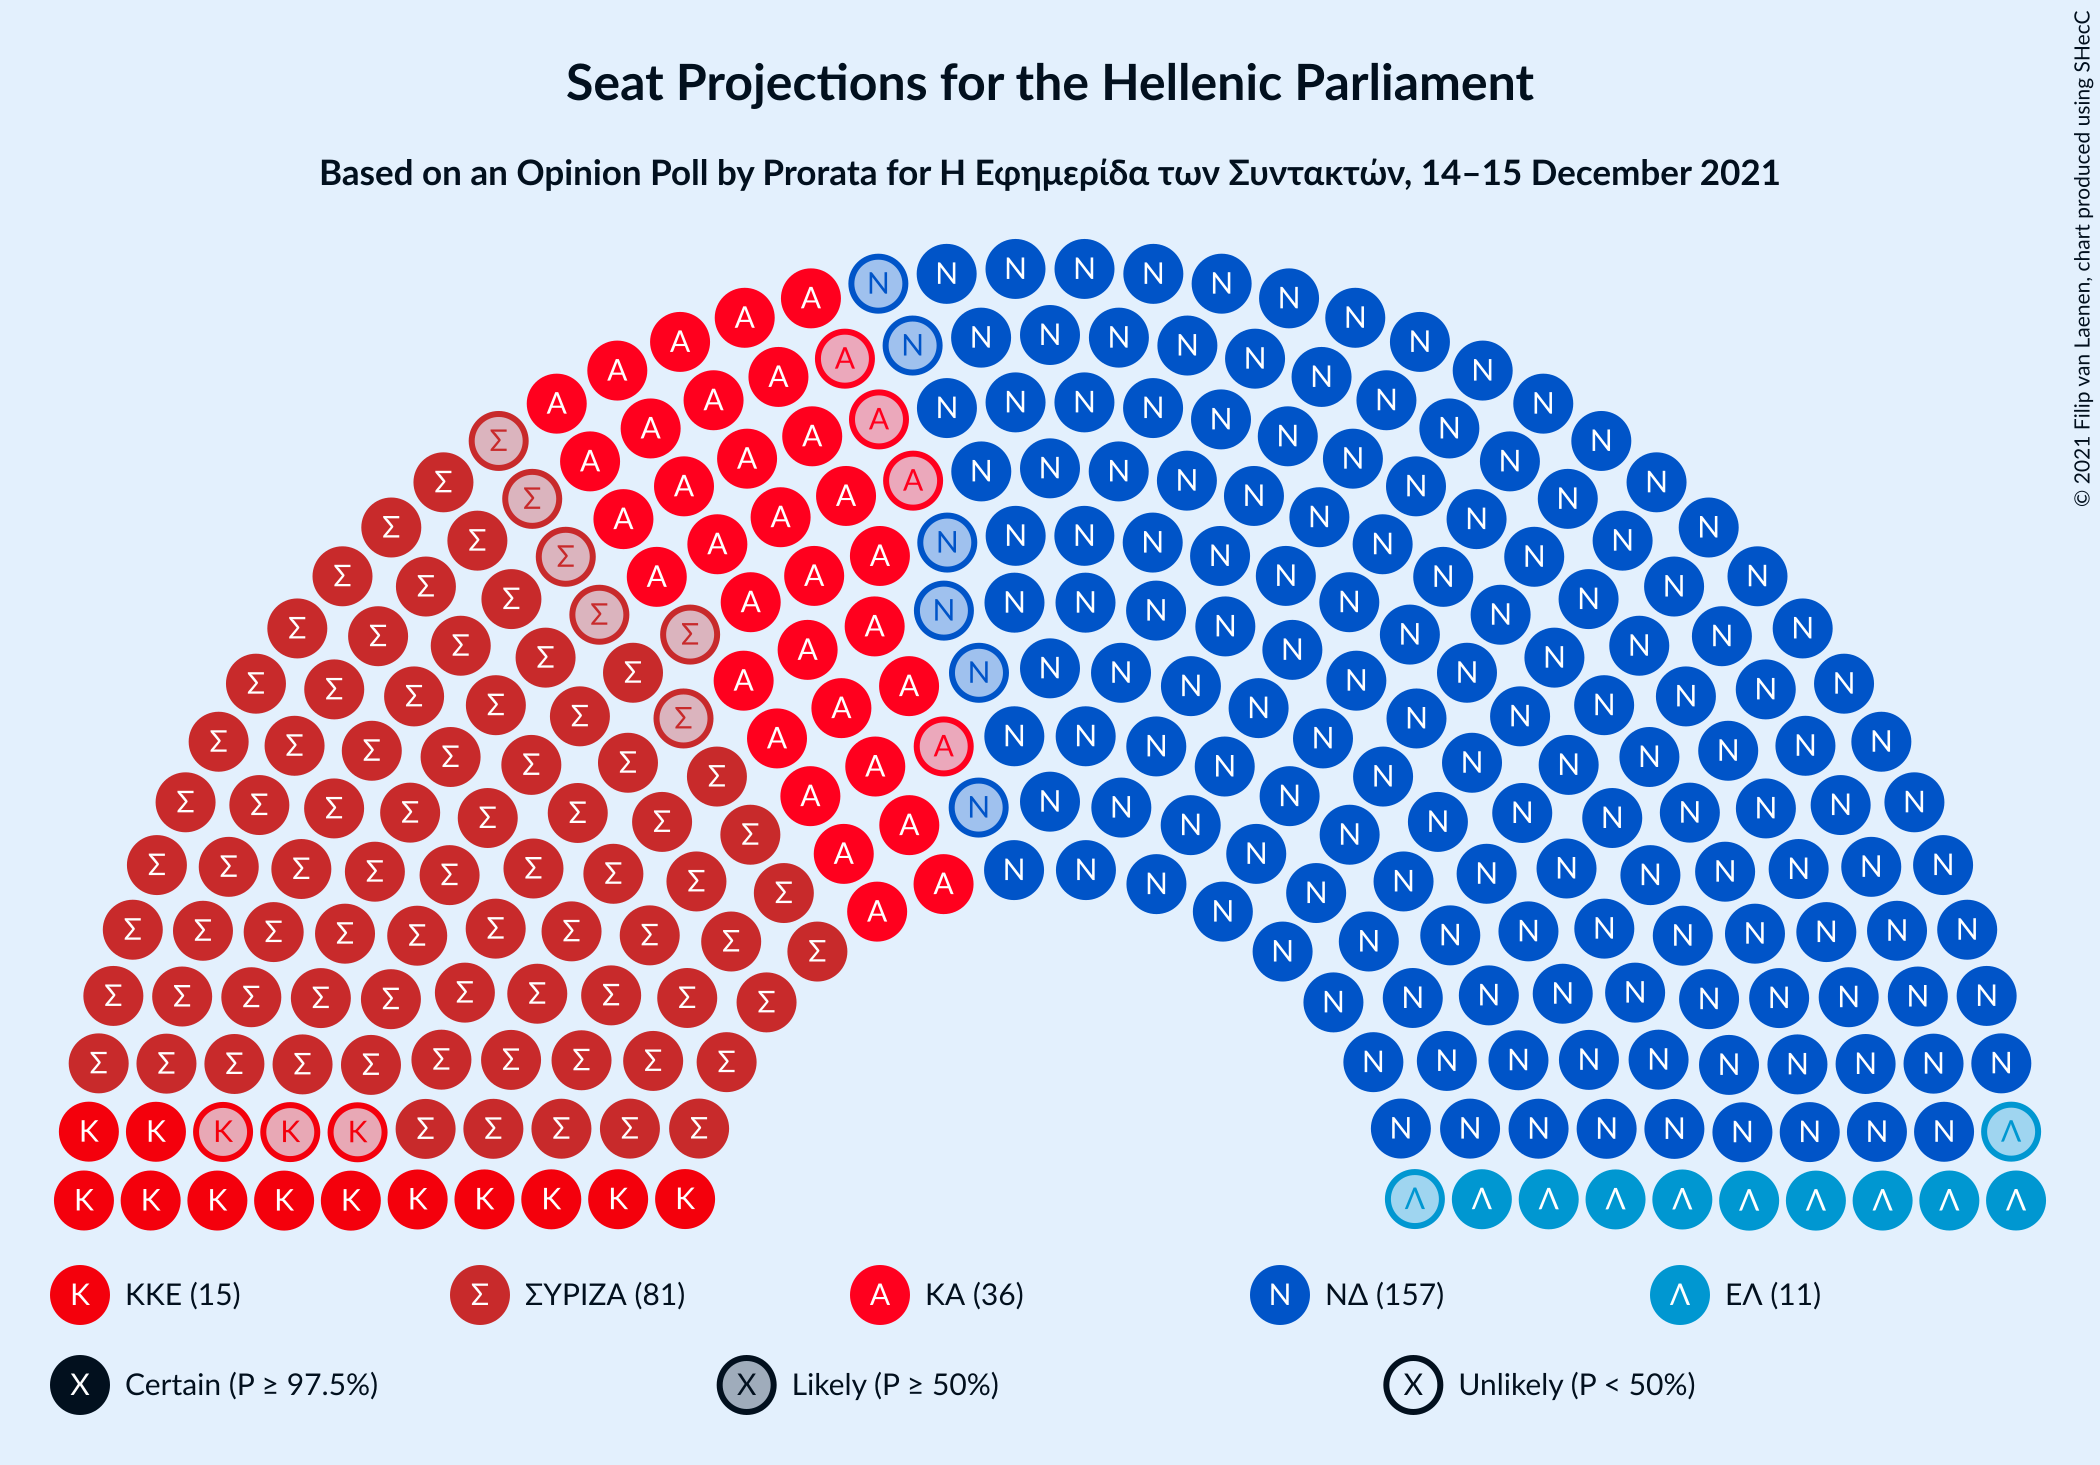 Seat Projections for the Hellenic Parliament
Based on an Opinion Poll by Prorata for Η Εφημερίδα των Συντακτών, 14–15 December 2021
© 2021 Filip van Laenen, chart produced using SHecC
Κ ΚΚΕ (15)
Σ ΣΥΡΙΖΑ (81)
Α ΚΑ (36)
Ν ΝΔ (157)
Λ ΕΛ (11)
X Certain (P ≥ 97.5%)
X Likely (P ≥ 50%)
X Unlikely (P < 50%)